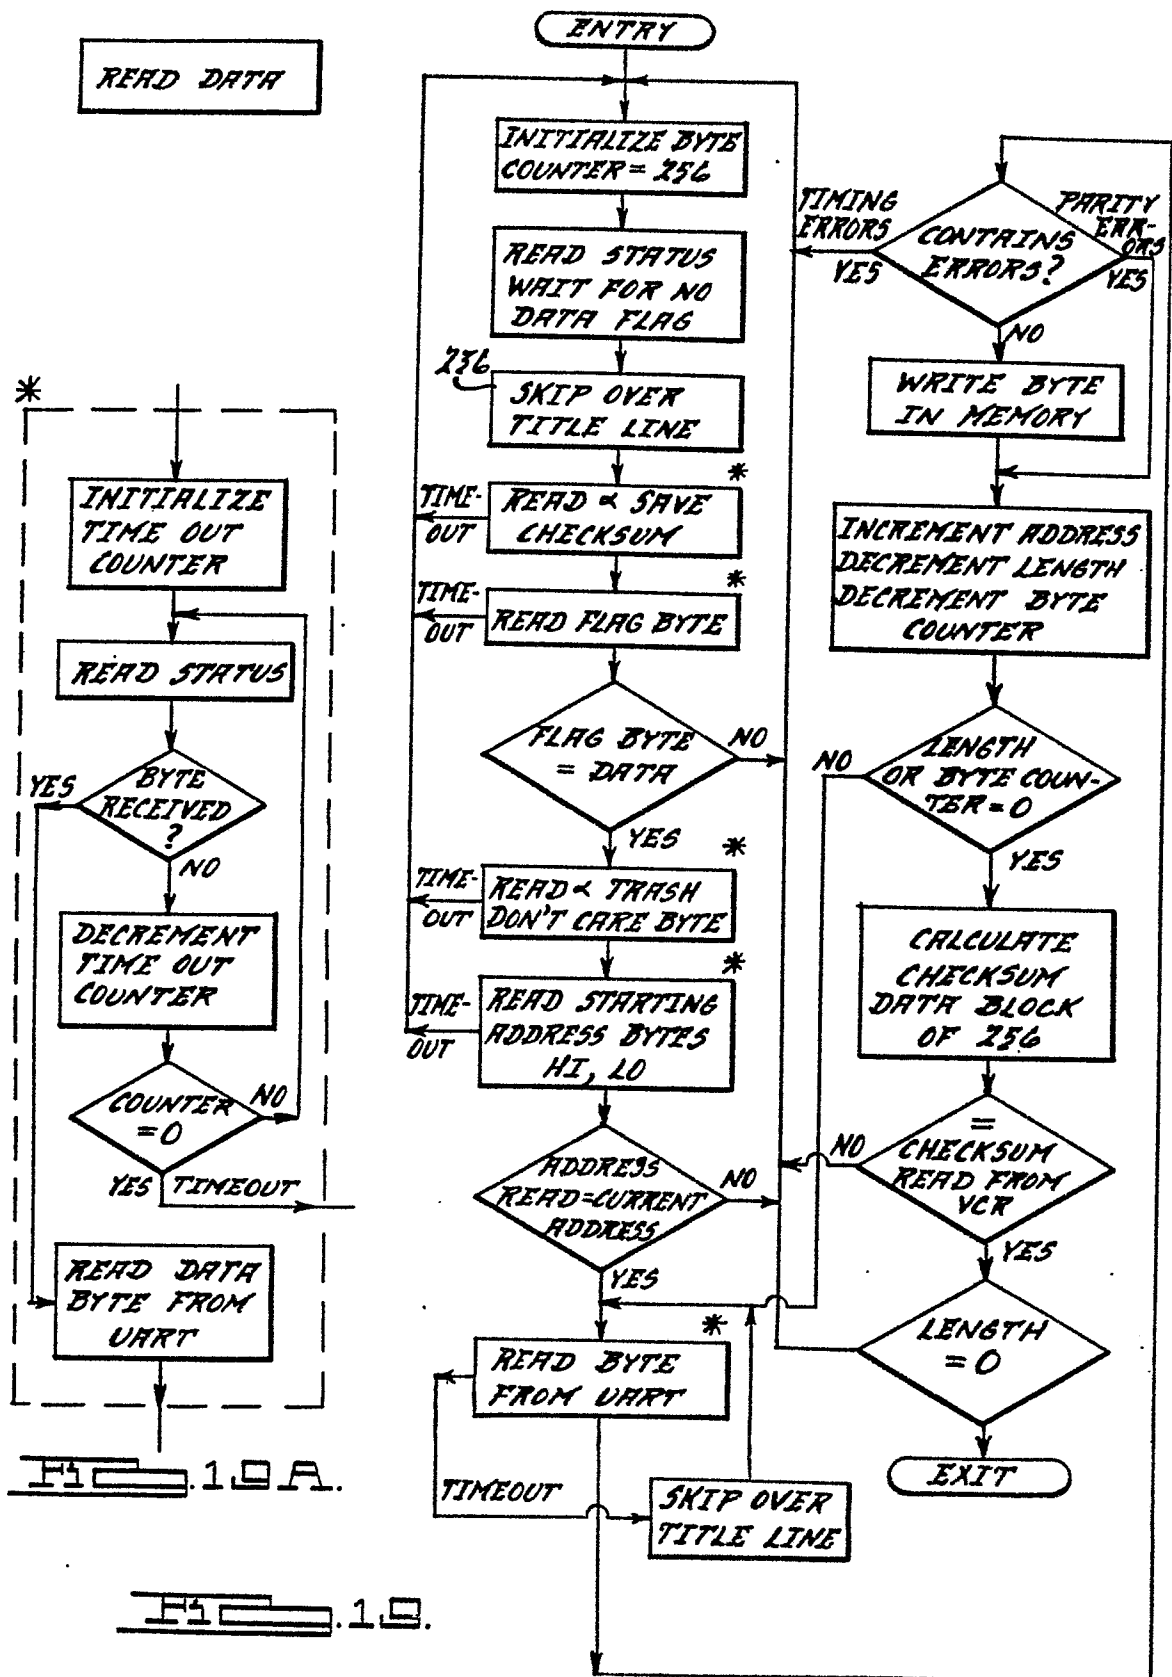 READ DATA
ENTRY
INITIALIZE BYTE
COUNTER = 256
READ STATUS
WAIT FOR NO
DATA FLAG
236
SKIP OVER
TITLE LINE
*
TIME-
OUT
READ & SAVE
CHECKSUM
*
TIME-
OUT
READ FLAG BYTE
FLAG BYTE
= DATA
NO
YES
*
TIME-
OUT
READ & TRASH
DON'T CARE BYTE
*
TIME-
OUT
READ STARTING
ADDRESS BYTES
HI, LO
ADDRESS
READ=CURRENT
ADDRESS
NO
YES
*
READ BYTE
FROM UART
TIMEOUT
SKIP OVER
TITLE LINE
TIMING
ERRORS
YES
CONTAINS
ERRORS?
PARITY
ERR-
ORS
YES
NO
WRITE BYTE
IN MEMORY
INCREMENT ADDRESS
DECREMENT LENGTH
DECREMENT BYTE
COUNTER
NO
LENGTH
OR BYTE COUN-
TER = 0
YES
CALCULATE
CHECKSUM
DATA BLOCK
OF 256
NO
=
CHECKSUM
READ FROM
VCR
YES
LENGTH
= 0
EXIT
*
INITIALIZE
TIME OUT
COUNTER
READ STATUS
YES
BYTE
RECEIVED
?
NO
DECREMENT
TIME OUT
COUNTER
COUNTER
= 0
NO
YES
TIMEOUT
READ DATA
BYTE FROM
UART
FIG. 19A.
FIG. 19.